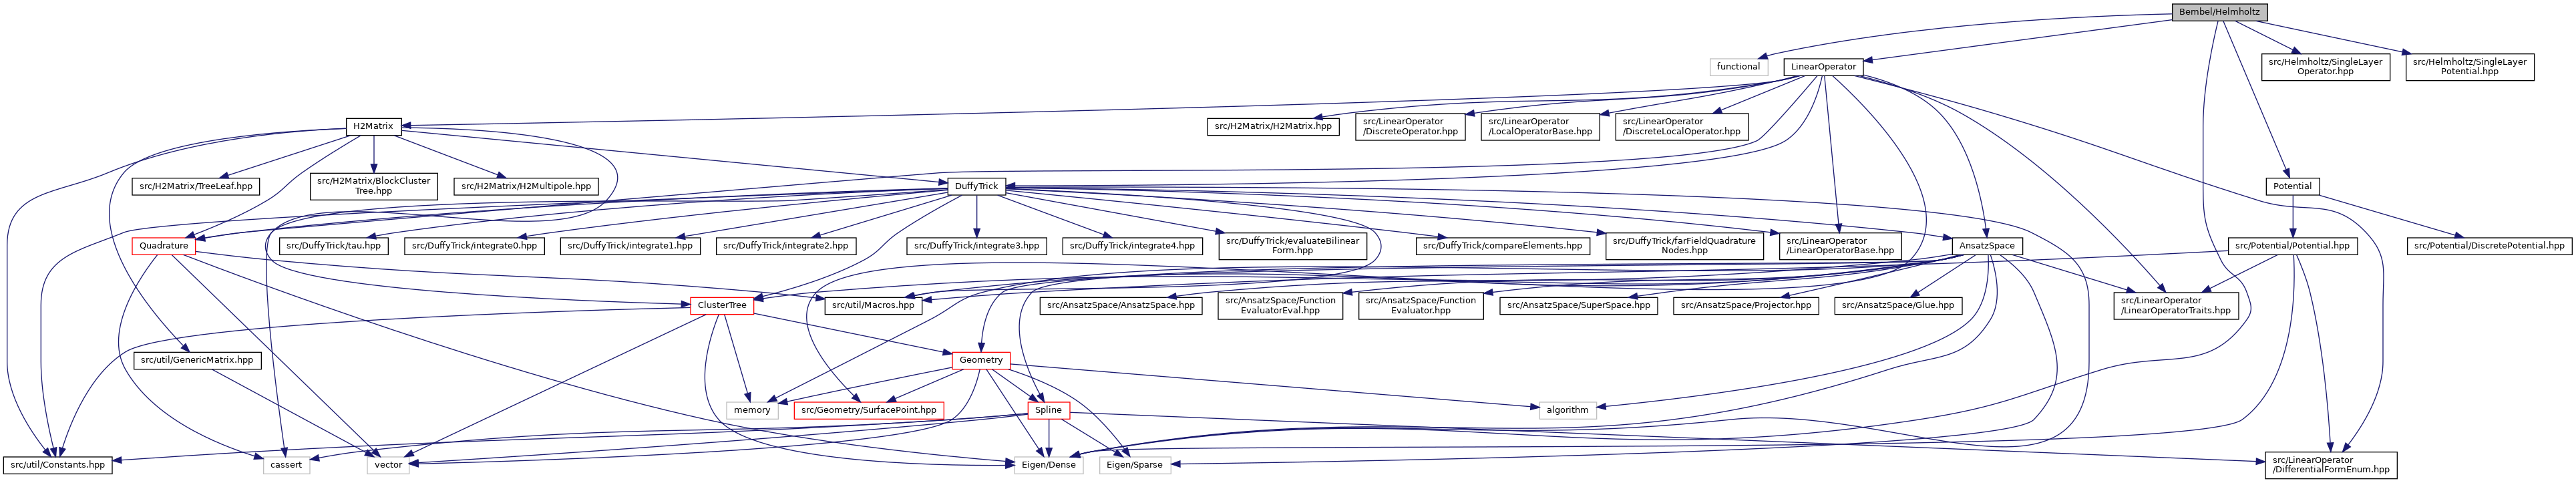 Bembel/Helmholtz
functional
LinearOperator
src/Helmholtz/SingleLayer
Operator.hpp
src/Helmholtz/SingleLayer
Potential.hpp
H2Matrix
src/H2Matrix/H2Matrix.hpp
src/LinearOperator
/DiscreteOperator.hpp
src/LinearOperator
/LocalOperatorBase.hpp
src/LinearOperator
/DiscreteLocalOperator.hpp
src/H2Matrix/TreeLeaf.hpp
src/H2Matrix/BlockCluster
Tree.hpp
src/H2Matrix/H2Multipole.hpp
DuffyTrick
Potential
Quadrature
src/DuffyTrick/tau.hpp
src/DuffyTrick/integrate0.hpp
src/DuffyTrick/integrate1.hpp
src/DuffyTrick/integrate2.hpp
src/DuffyTrick/integrate3.hpp
src/DuffyTrick/integrate4.hpp
src/DuffyTrick/evaluateBilinear
Form.hpp
src/DuffyTrick/compareElements.hpp
src/DuffyTrick/farFieldQuadrature
Nodes.hpp
src/LinearOperator
/LinearOperatorBase.hpp
AnsatzSpace
src/Potential/Potential.hpp
src/Potential/DiscretePotential.hpp
ClusterTree
src/util/Macros.hpp
src/AnsatzSpace/AnsatzSpace.hpp
src/AnsatzSpace/Function
EvaluatorEval.hpp
src/AnsatzSpace/Function
Evaluator.hpp
src/AnsatzSpace/SuperSpace.hpp
src/AnsatzSpace/Projector.hpp
src/AnsatzSpace/Glue.hpp
src/LinearOperator
/LinearOperatorTraits.hpp
src/util/GenericMatrix.hpp
Geometry
memory
src/Geometry/SurfacePoint.hpp
Spline
algorithm
src/util/Constants.hpp
cassert
vector
Eigen/Dense
Eigen/Sparse
src/LinearOperator
/DifferentialFormEnum.hpp